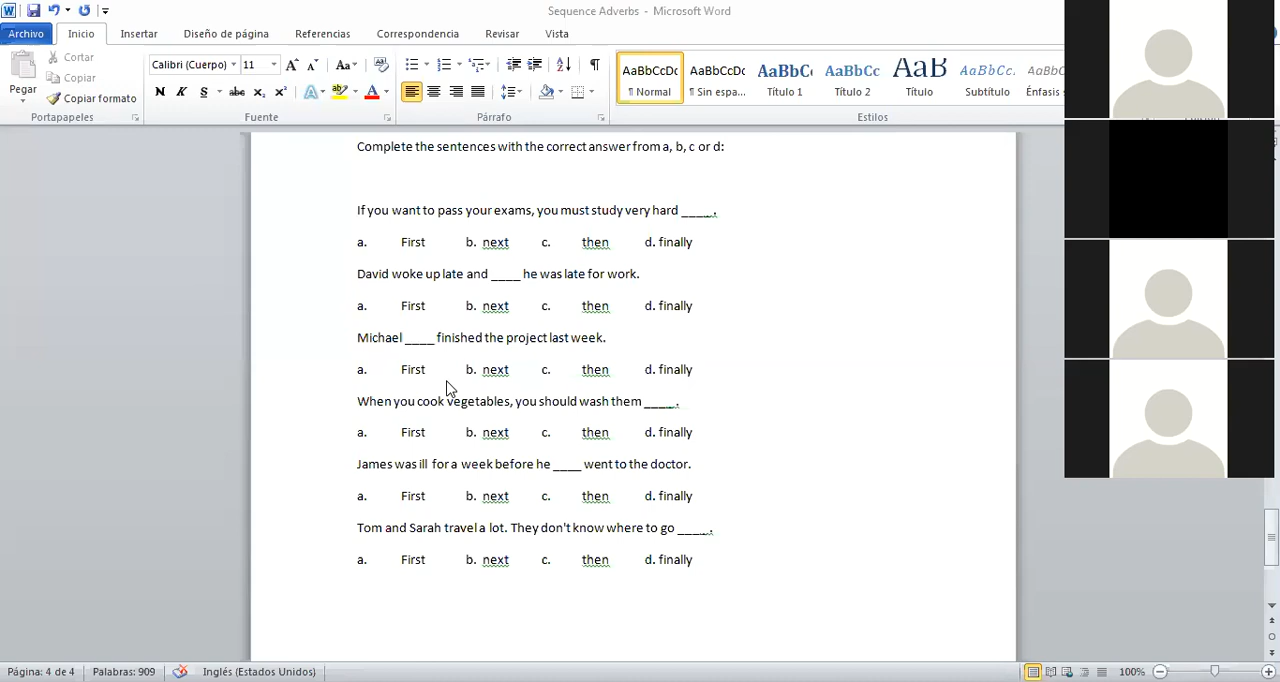 Sequence Adverbs - Microsoft Word
Archivo Inicio Insertar Diseño de página Referencias Correspondencia Revisar Vista
Cortar
Calibri (Cuerpo) 11
Copiar
Pegar
Copiar formato
AaBbCcDc AaBbCcDc AaBbC AaBbCc AaB AaBbCc. AaBbC
¶ Normal ¶ Sin espa... Título 1 Título 2 Título Subtítulo Énfasis
Portapapeles Fuente Párrafo Estilos
Complete the sentences with the correct answer from a, b, c or d:
If you want to pass your exams, you must study very hard ____.
a. First b. next c. then d. finally
David woke up late and ____ he was late for work.
a. First b. next c. then d. finally
Michael ____ finished the project last week.
a. First b. next c. then d. finally
When you cook vegetables, you should wash them ____.
a. First b. next c. then d. finally
James was ill for a week before he ____ went to the doctor.
a. First b. next c. then d. finally
Tom and Sarah travel a lot. They don't know where to go ____.
a. First b. next c. then d. finally
Página: 4 de 4 Palabras: 909 Inglés (Estados Unidos) 100%